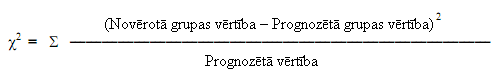 (Novērotā grupas vērtība – Prognozētā grupas vērtība)²
χ² = Σ
Prognozētā vērtība